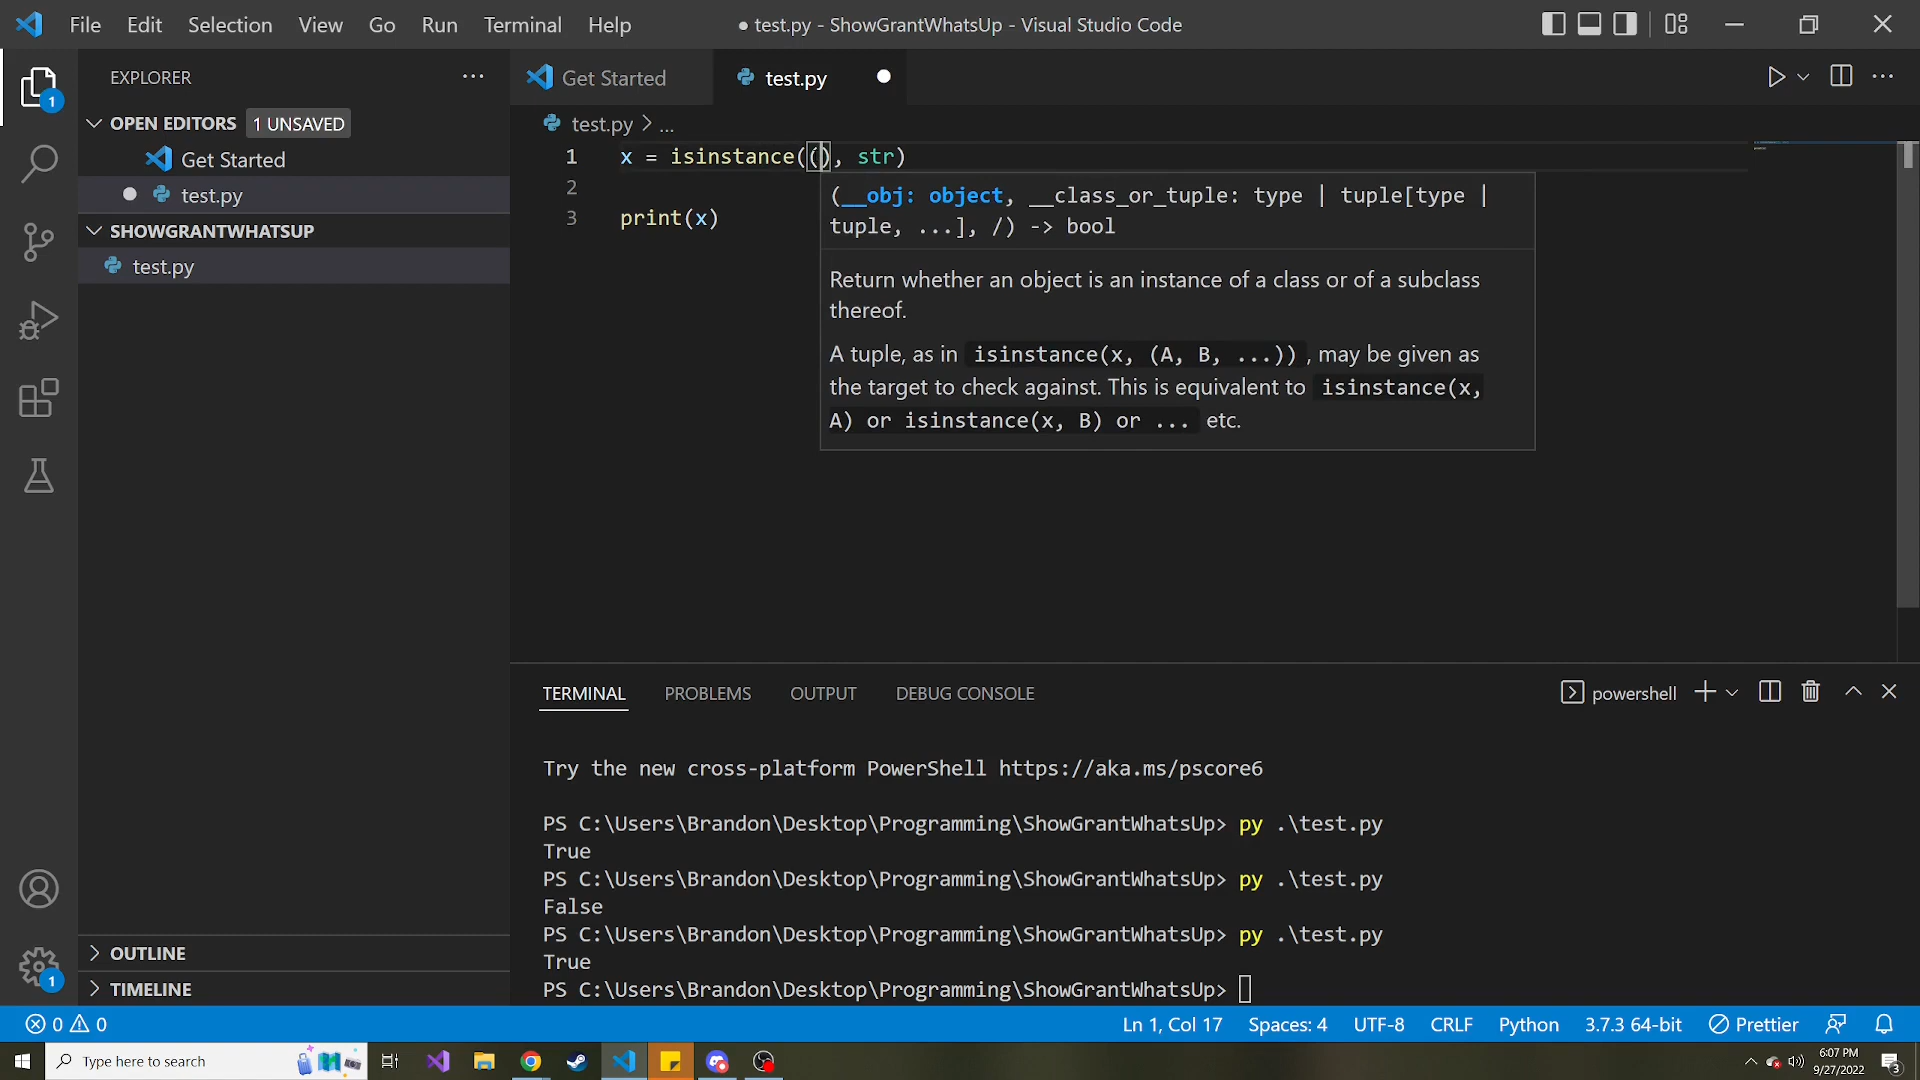 File Edit Selection View Go Run Terminal Help
● test.py - ShowGrantWhatsUp - Visual Studio Code
EXPLORER
OPEN EDITORS 1 UNSAVED
Get Started
test.py
SHOWGRANTWHATSUP
test.py
OUTLINE
TIMELINE
1
1
Get Started test.py
test.py > ...
1 x = isinstance((), str)
2
3 print(x)
(__obj: object, __class_or_tuple: type | tuple[type |
tuple, ...], /) -> bool
Return whether an object is an instance of a class or of a subclass
thereof.
A tuple, as in isinstance(x, (A, B, ...)), may be given as
the target to check against. This is equivalent to isinstance(x,
A) or isinstance(x, B) or ... etc.
TERMINAL PROBLEMS OUTPUT DEBUG CONSOLE
powershell
Try the new cross-platform PowerShell https://aka.ms/pscore6
PS C:\Users\Brandon\Desktop\Programming\ShowGrantWhatsUp> py .\test.py
True
PS C:\Users\Brandon\Desktop\Programming\ShowGrantWhatsUp> py .\test.py
False
PS C:\Users\Brandon\Desktop\Programming\ShowGrantWhatsUp> py .\test.py
True
PS C:\Users\Brandon\Desktop\Programming\ShowGrantWhatsUp>
0 0
Ln 1, Col 17 Spaces: 4 UTF-8 CRLF Python 3.7.3 64-bit Prettier
Type here to search
6:07 PM
9/27/2022
3